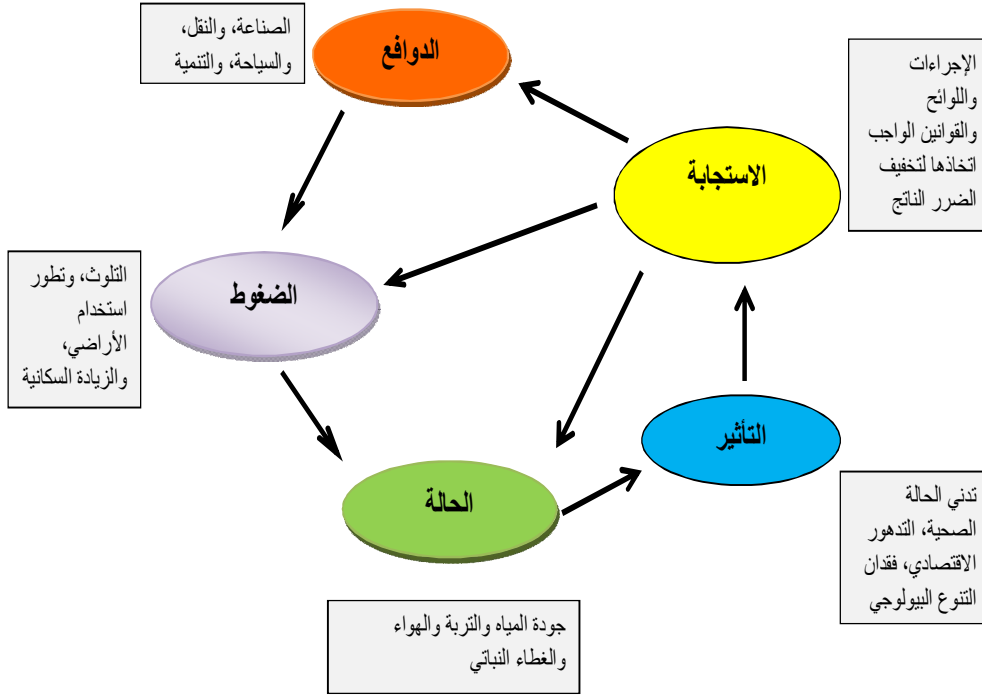 الصناعة، والنقل،
والسياحة، والتنمية
الدوافع
الإجراءات
واللوائح
والقوانين الواجب
اتخاذها لتخفيف
الضرر الناتج
الاستجابة
التلوث، وتطور
استخدام
الأراضي،
والزيادة السكانية
الضغوط
التأثير
تدني الحالة
الصحية، التدهور
الاقتصادي، فقدان
التنوع البيولوجي
الحالة
جودة المياه والتربة والهواء
والغطاء النباتي